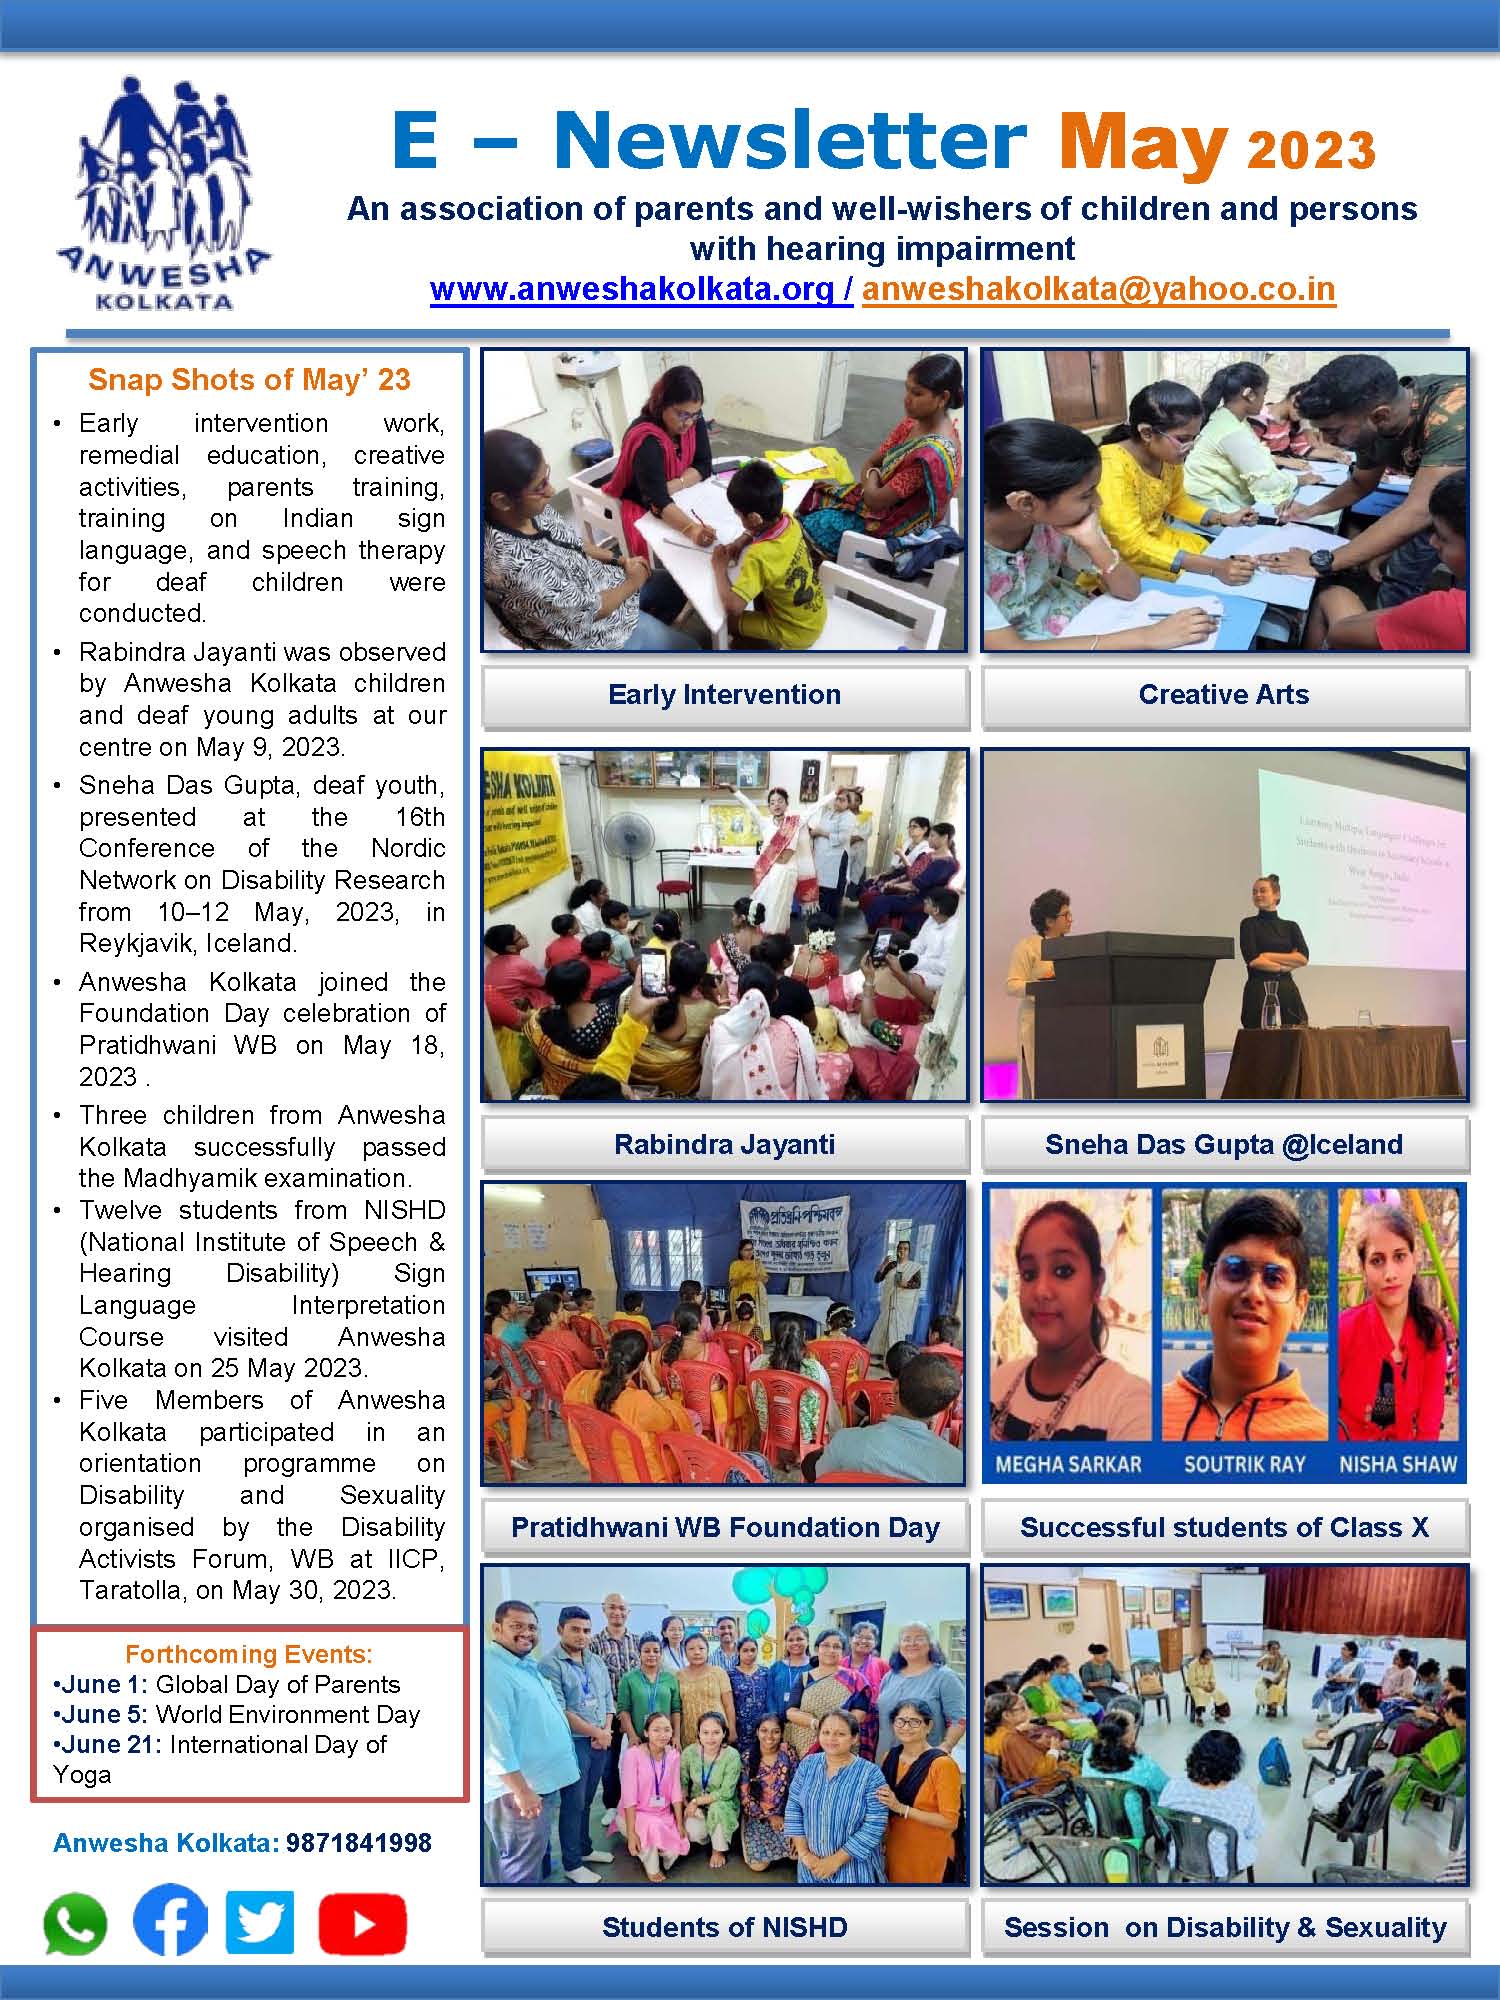 E – Newsletter May 2023
An association of parents and well-wishers of children and persons
with hearing impairment
www.anweshakolkata.org / anweshakolkata@yahoo.co.in
ANWESHA
KOLKATA
Snap Shots of May’ 23
• Early intervention work,
remedial education, creative
activities, parents training,
training on Indian sign
language, and speech therapy
for deaf children were
conducted.
• Rabindra Jayanti was observed
by Anwesha Kolkata children
and deaf young adults at our
centre on May 9, 2023.
• Sneha Das Gupta, deaf youth,
presented at the 16th
Conference of the Nordic
Network on Disability Research
from 10–12 May, 2023, in
Reykjavik, Iceland.
• Anwesha Kolkata joined the
Foundation Day celebration of
Pratidhwani WB on May 18,
2023 .
• Three children from Anwesha
Kolkata successfully passed
the Madhyamik examination.
• Twelve students from NISHD
(National Institute of Speech &
Hearing Disability) Sign
Language Interpretation
Course visited Anwesha
Kolkata on 25 May 2023.
• Five Members of Anwesha
Kolkata participated in an
orientation programme on
Disability and Sexuality
organised by the Disability
Activists Forum, WB at IICP,
Taratolla, on May 30, 2023.
Forthcoming Events:
•June 1: Global Day of Parents
•June 5: World Environment Day
•June 21: International Day of
Yoga
Anwesha Kolkata: 9871841998
Early Intervention
Creative Arts
KOLKATA
Rabindra Jayanti
Sneha Das Gupta @Iceland
প্রতিধ্বনি পশ্চিমবঙ্গ
Pratidhwani WB Foundation Day
MEGHA SARKAR
SOUTRIK RAY
NISHA SHAW
Successful students of Class X
Students of NISHD
Session on Disability & Sexuality